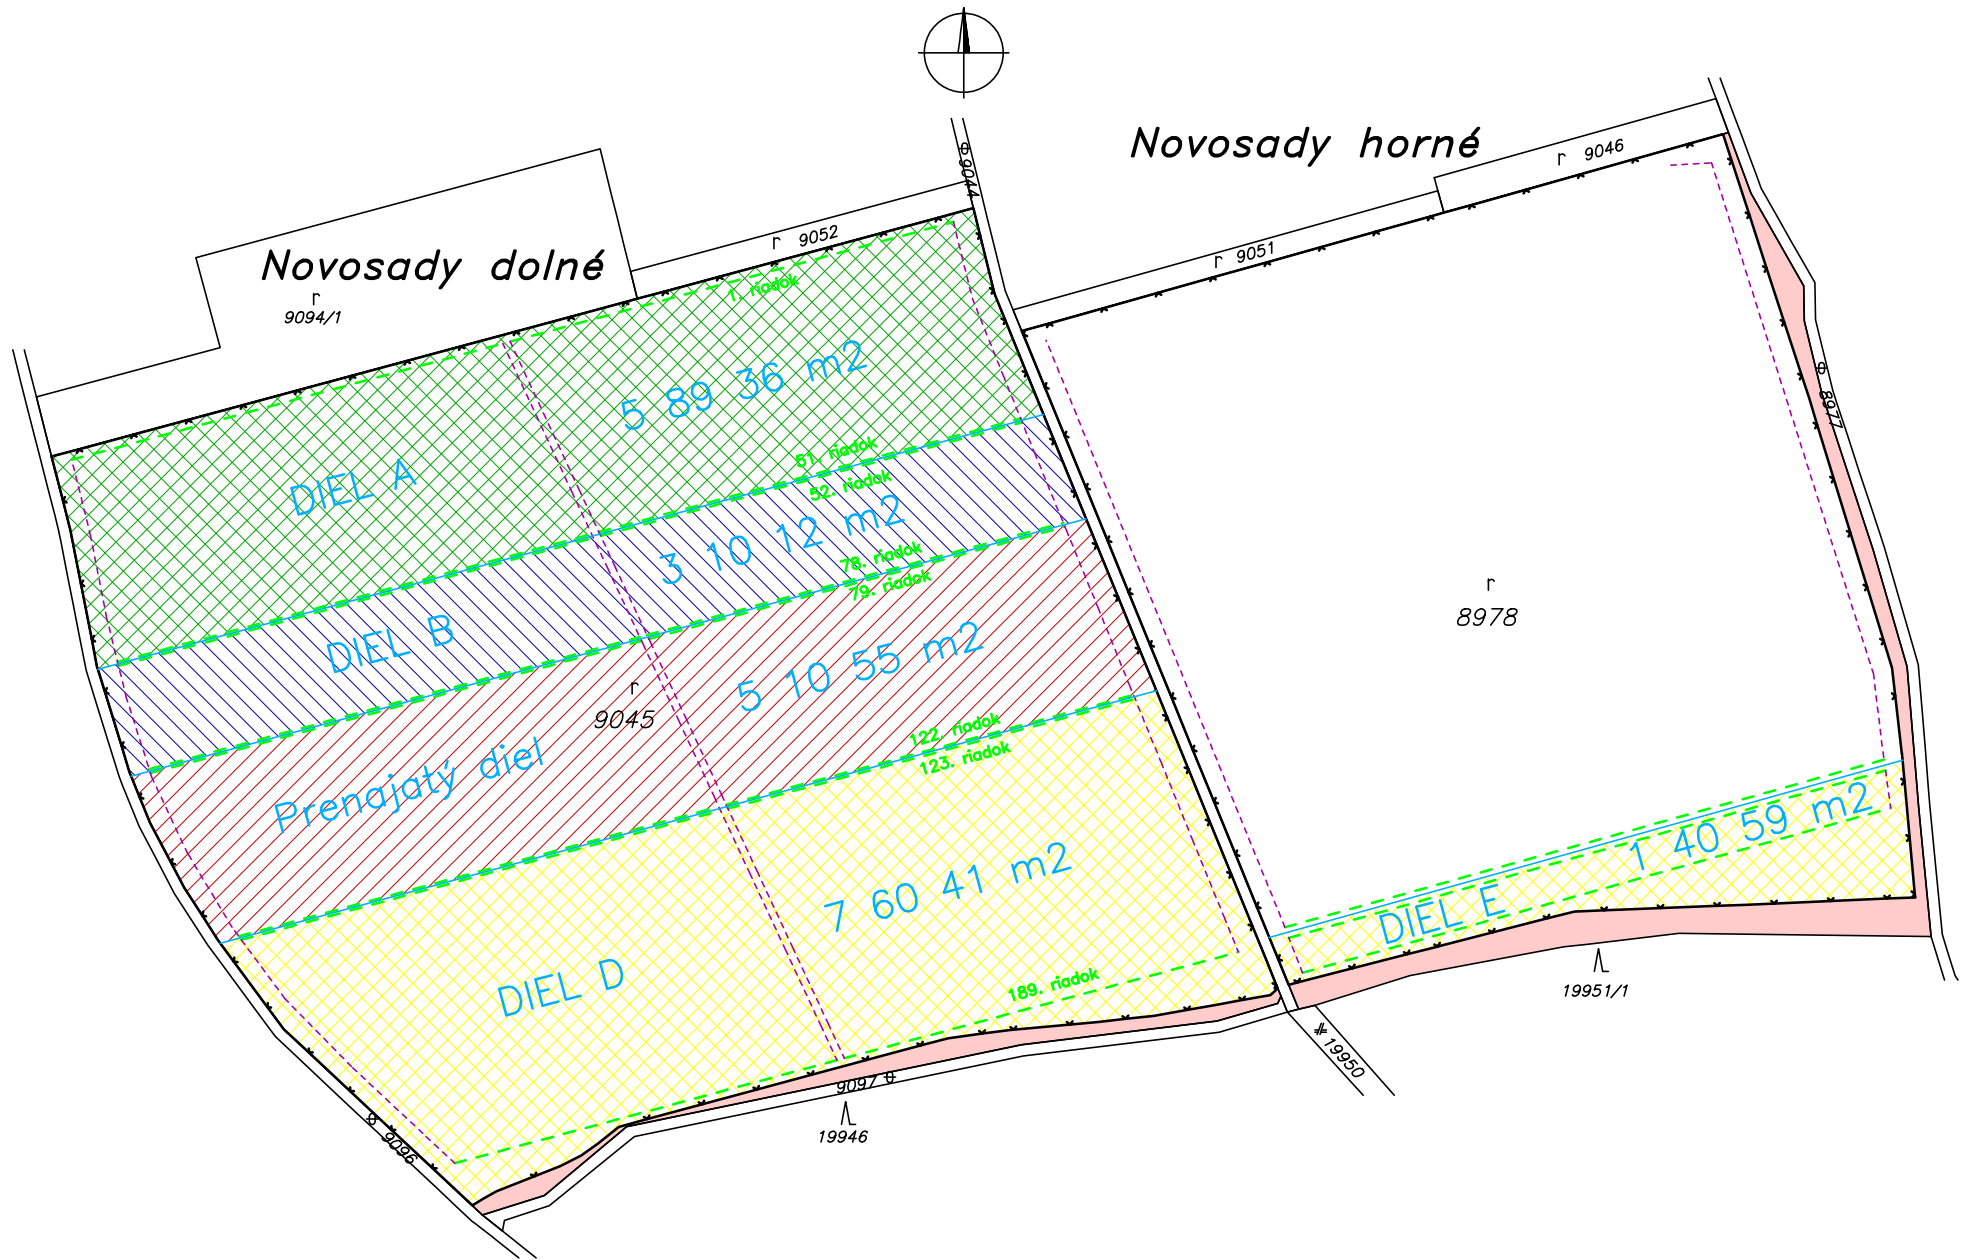 Novosady horné
r 9046
Φ 9044
r 9052
r 9051
Novosady dolné
r
9094/1
1. riadok
5 89 36 m2
DIEL A
51. riadok
52. riadok
3 10 12 m2
DIEL B
78. riadok
79. riadok
r
9045
5 10 55 m2
Prenajatý diel
122. riadok
123. riadok
7 60 41 m2
DIEL D
189. riadok
Φ 8977
r
8978
1 40 59 m2
DIEL E
19951/1
19950
9097
19946
9096